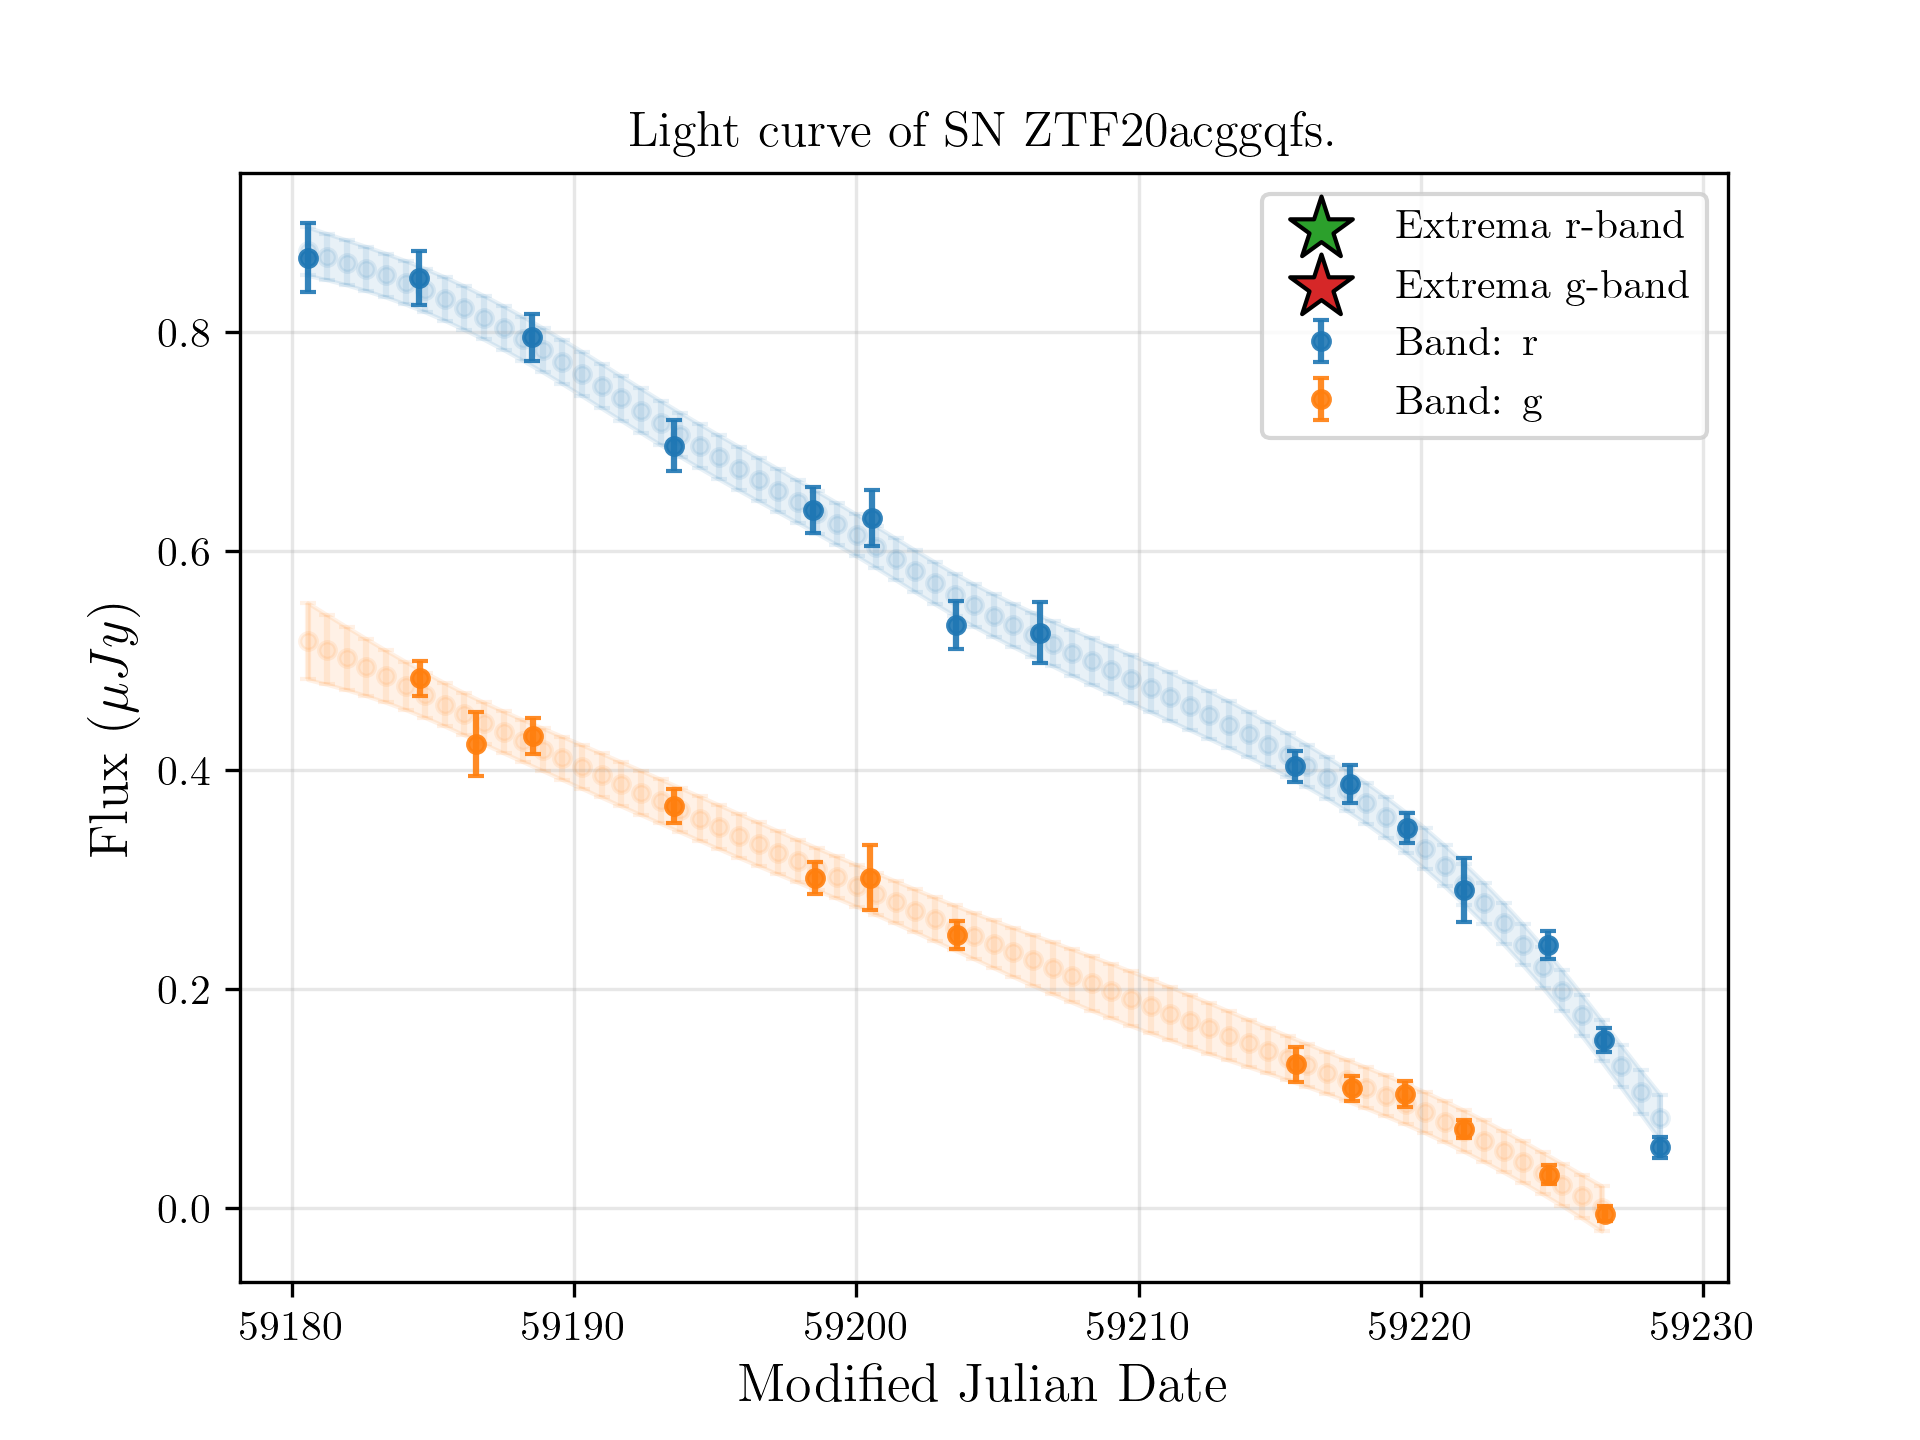 Light curve of SN ZTF20acggqfs.
Extrema r-band
Extrema g-band
Band: r
Band: g
Flux (μJy)
0.8
0.6
0.4
0.2
0.0
59180 59190 59200 59210 59220 59230
Modified Julian Date